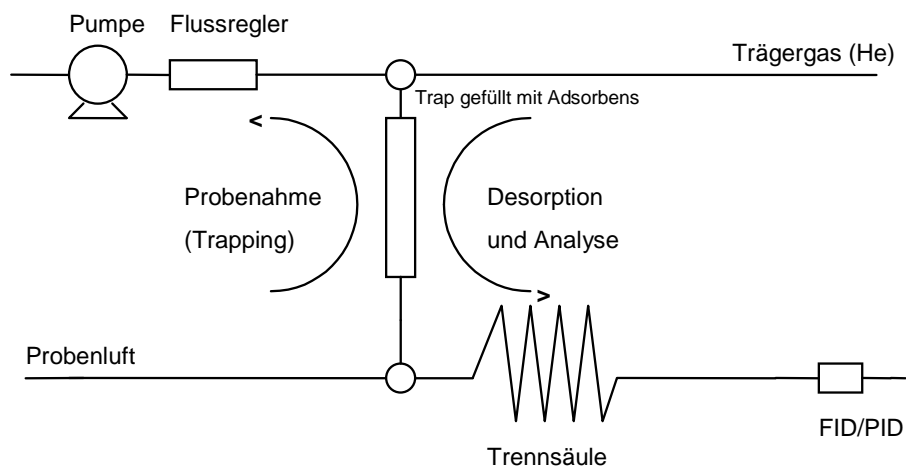 Pumpe
Flussregler
Trägergas (He)
Trap gefüllt mit Adsorbens
Probenahme
(Trapping)
Desorption
und Analyse
Probenluft
FID/PID
Trennsäule